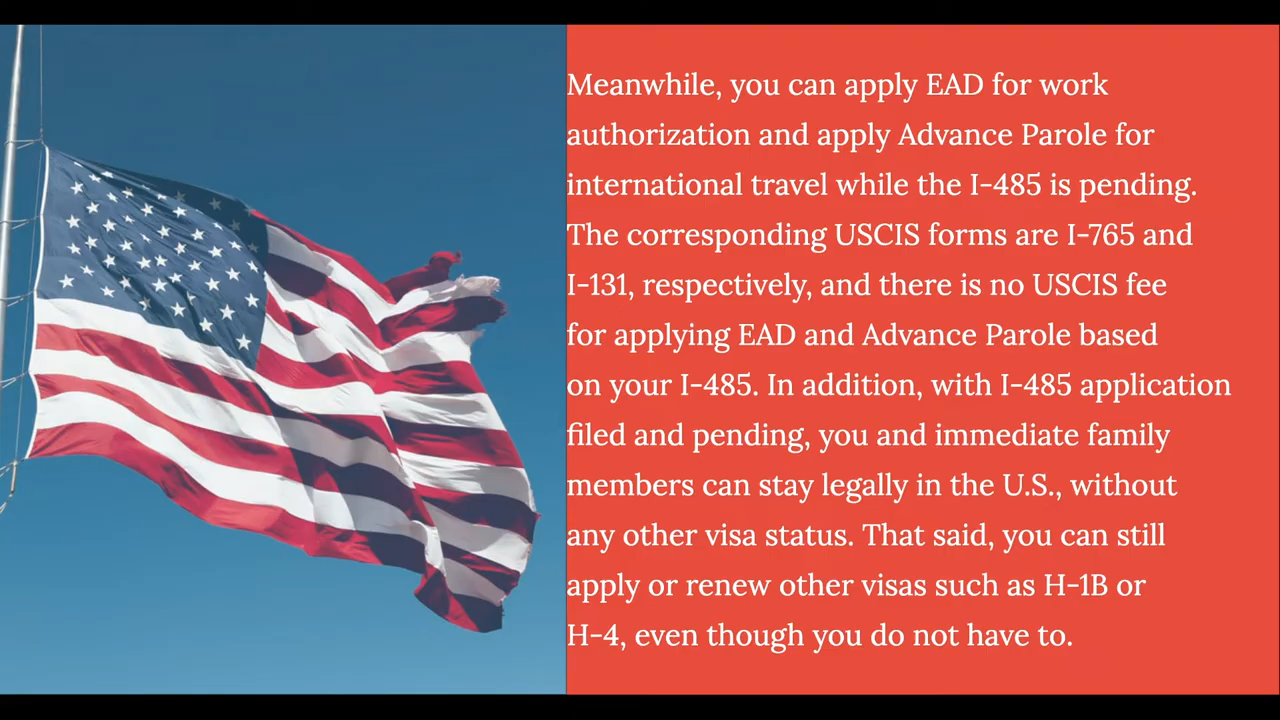 Meanwhile, you can apply EAD for work
authorization and apply Advance Parole for
international travel while the I-485 is pending.
The corresponding USCIS forms are I-765 and
I-131, respectively, and there is no USCIS fee
for applying EAD and Advance Parole based
on your I-485. In addition, with I-485 application
filed and pending, you and immediate family
members can stay legally in the U.S., without
any other visa status. That said, you can still
apply or renew other visas such as H-1B or
H-4, even though you do not have to.